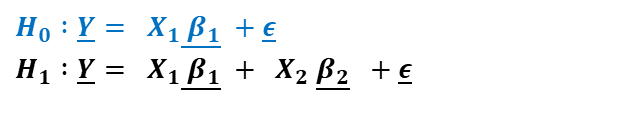 H₀ : Y = X₁ β₁ + ϵ
H₁ : Y = X₁ β₁ + X₂ β₂ + ϵ